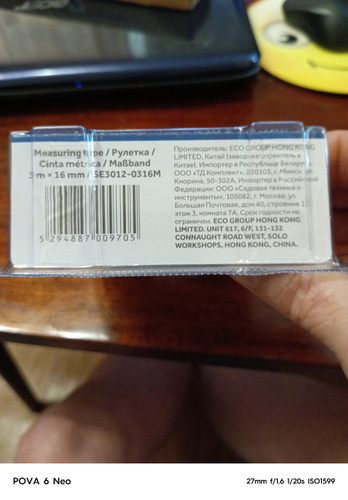 Measuring tape / Рулетка /
Cinta métrica / Maßband
3 m × 16 mm / SE3012-0316M
5 294887 009705
Производитель: ECO GROUP HONG KONG
LIMITED, Китай (завод-изготовитель в
Китае). Импортер в Республике Беларус
ООО «ТД Комплект», 220103, г. Минск, ул.
Кнорина, 50-302А. Импортер в Российской
Федерации: ООО «Садовая техника и
инструменты», 105082, г. Москва, ул.
Большая Почтовая, дом 40, строение 1,
этаж 3, комната 7А. Срок годности не
ограничен. ECO GROUP HONG KONG
LIMITED, UNIT 617, 6/F, 131-132
CONNAUGHT ROAD WEST, SOLO
WORKSHOPS, HONG KONG, CHINA.
POVA 6 Neo
27mm f/1.6 1/20s ISO1599